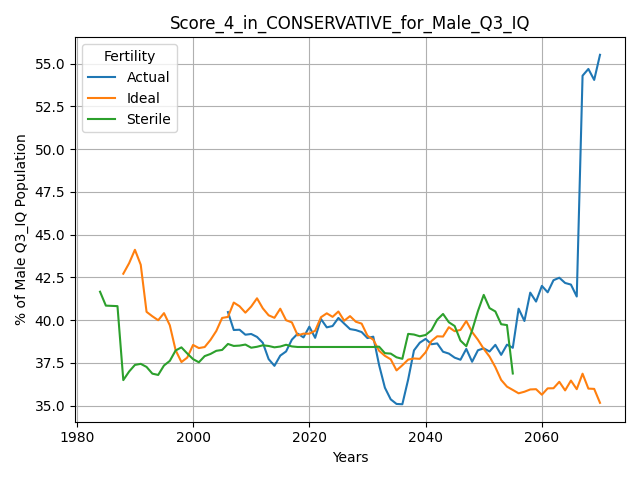 Score_4_in_CONSERVATIVE_for_Male_Q3_IQ
Fertility
Actual
Ideal
Sterile
55.0
52.5
50.0
47.5
45.0
42.5
40.0
37.5
35.0
% of Male Q3_IQ Population
1980
2000
2020
2040
2060
Years